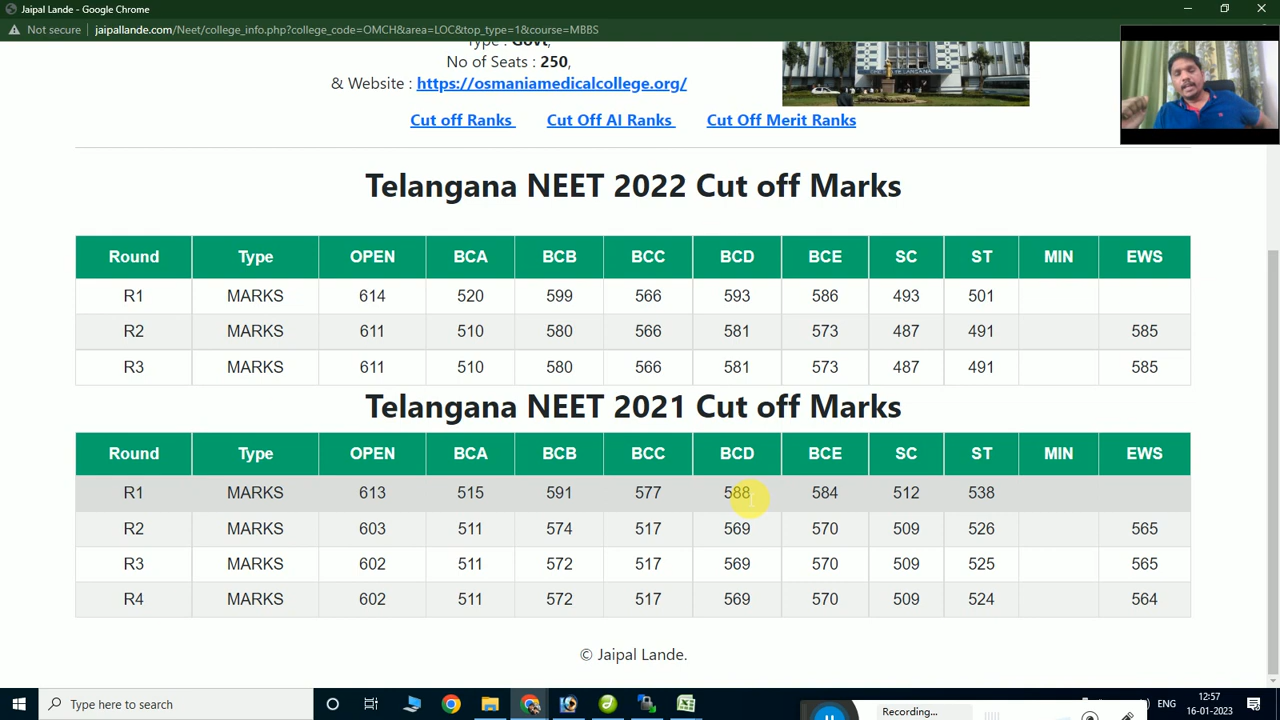 Jaipal Lande - Google Chrome
Not secure | jaipallande.com/Neet/college_info.php?college_code=OMCH&area=LOC&top_type=1&course=MBBS
Type : Govt,
No of Seats : 250,
& Website : https://osmaniamedicalcollege.org/
Cut off Ranks Cut Off AI Ranks Cut Off Merit Ranks
Telangana NEET 2022 Cut off Marks
Round Type OPEN BCA BCB BCC BCD BCE SC ST MIN EWS
R1 MARKS 614 520 599 566 593 586 493 501
R2 MARKS 611 510 580 566 581 573 487 491 585
R3 MARKS 611 510 580 566 581 573 487 491 585
Telangana NEET 2021 Cut off Marks
Round Type OPEN BCA BCB BCC BCD BCE SC ST MIN EWS
R1 MARKS 613 515 591 577 588 584 512 538
R2 MARKS 603 511 574 517 569 570 509 526 565
R3 MARKS 602 511 572 517 569 570 509 525 565
R4 MARKS 602 511 572 517 569 570 509 524 564
© Jaipal Lande.
Type here to search
Recording...
ENG
12:57
16-01-2023